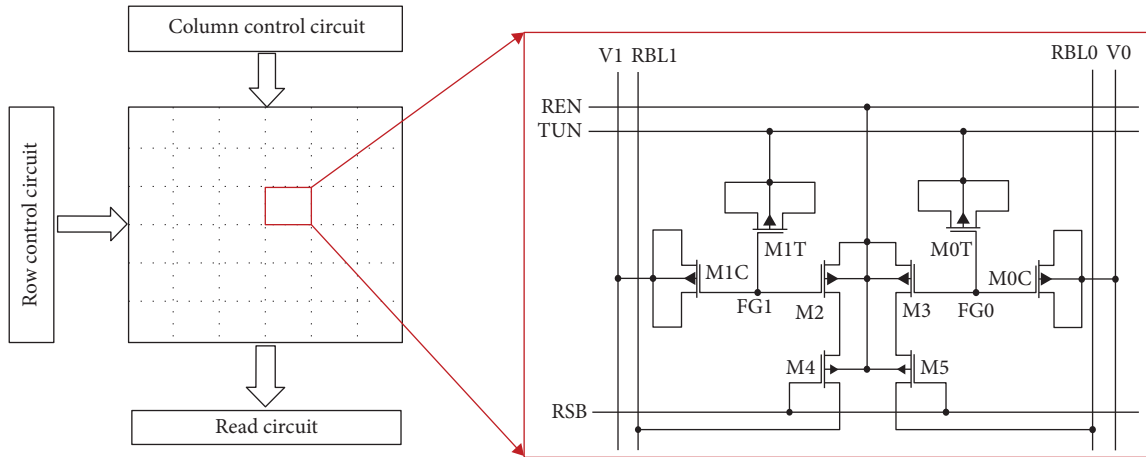 Column control circuit
Row control circuit
Read circuit
V1 RBL1
RBL0 V0
REN
TUN
M1T
M0T
M1C
M0C
FG1
M2
M3
FG0
M4
M5
RSB